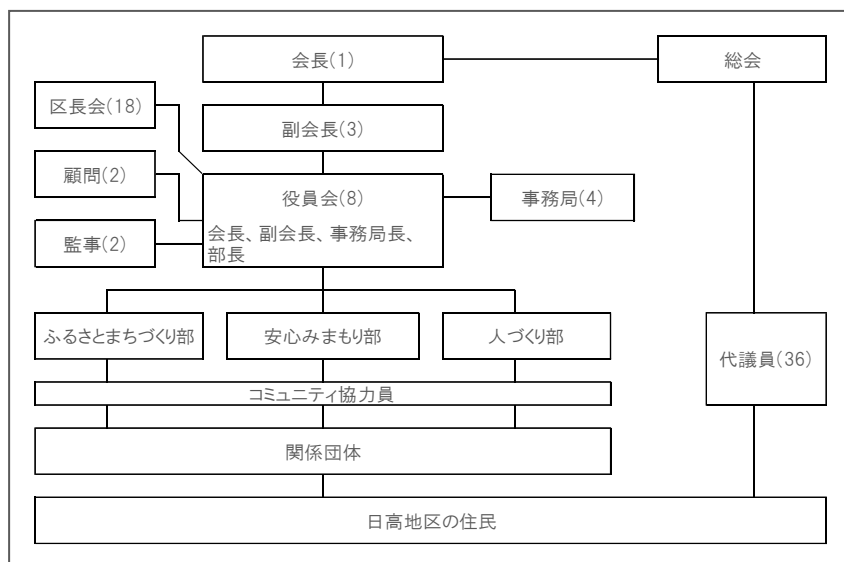 会長(1)
総会
区長会(18)
副会長(3)
顧問(2)
役員会(8)
事務局(4)
会長、副会長、事務局長、
部長
監事(2)
ふるさとまちづくり部
安心みまもり部
人づくり部
代議員(36)
コミュニティ協力員
関係団体
日高地区の住民